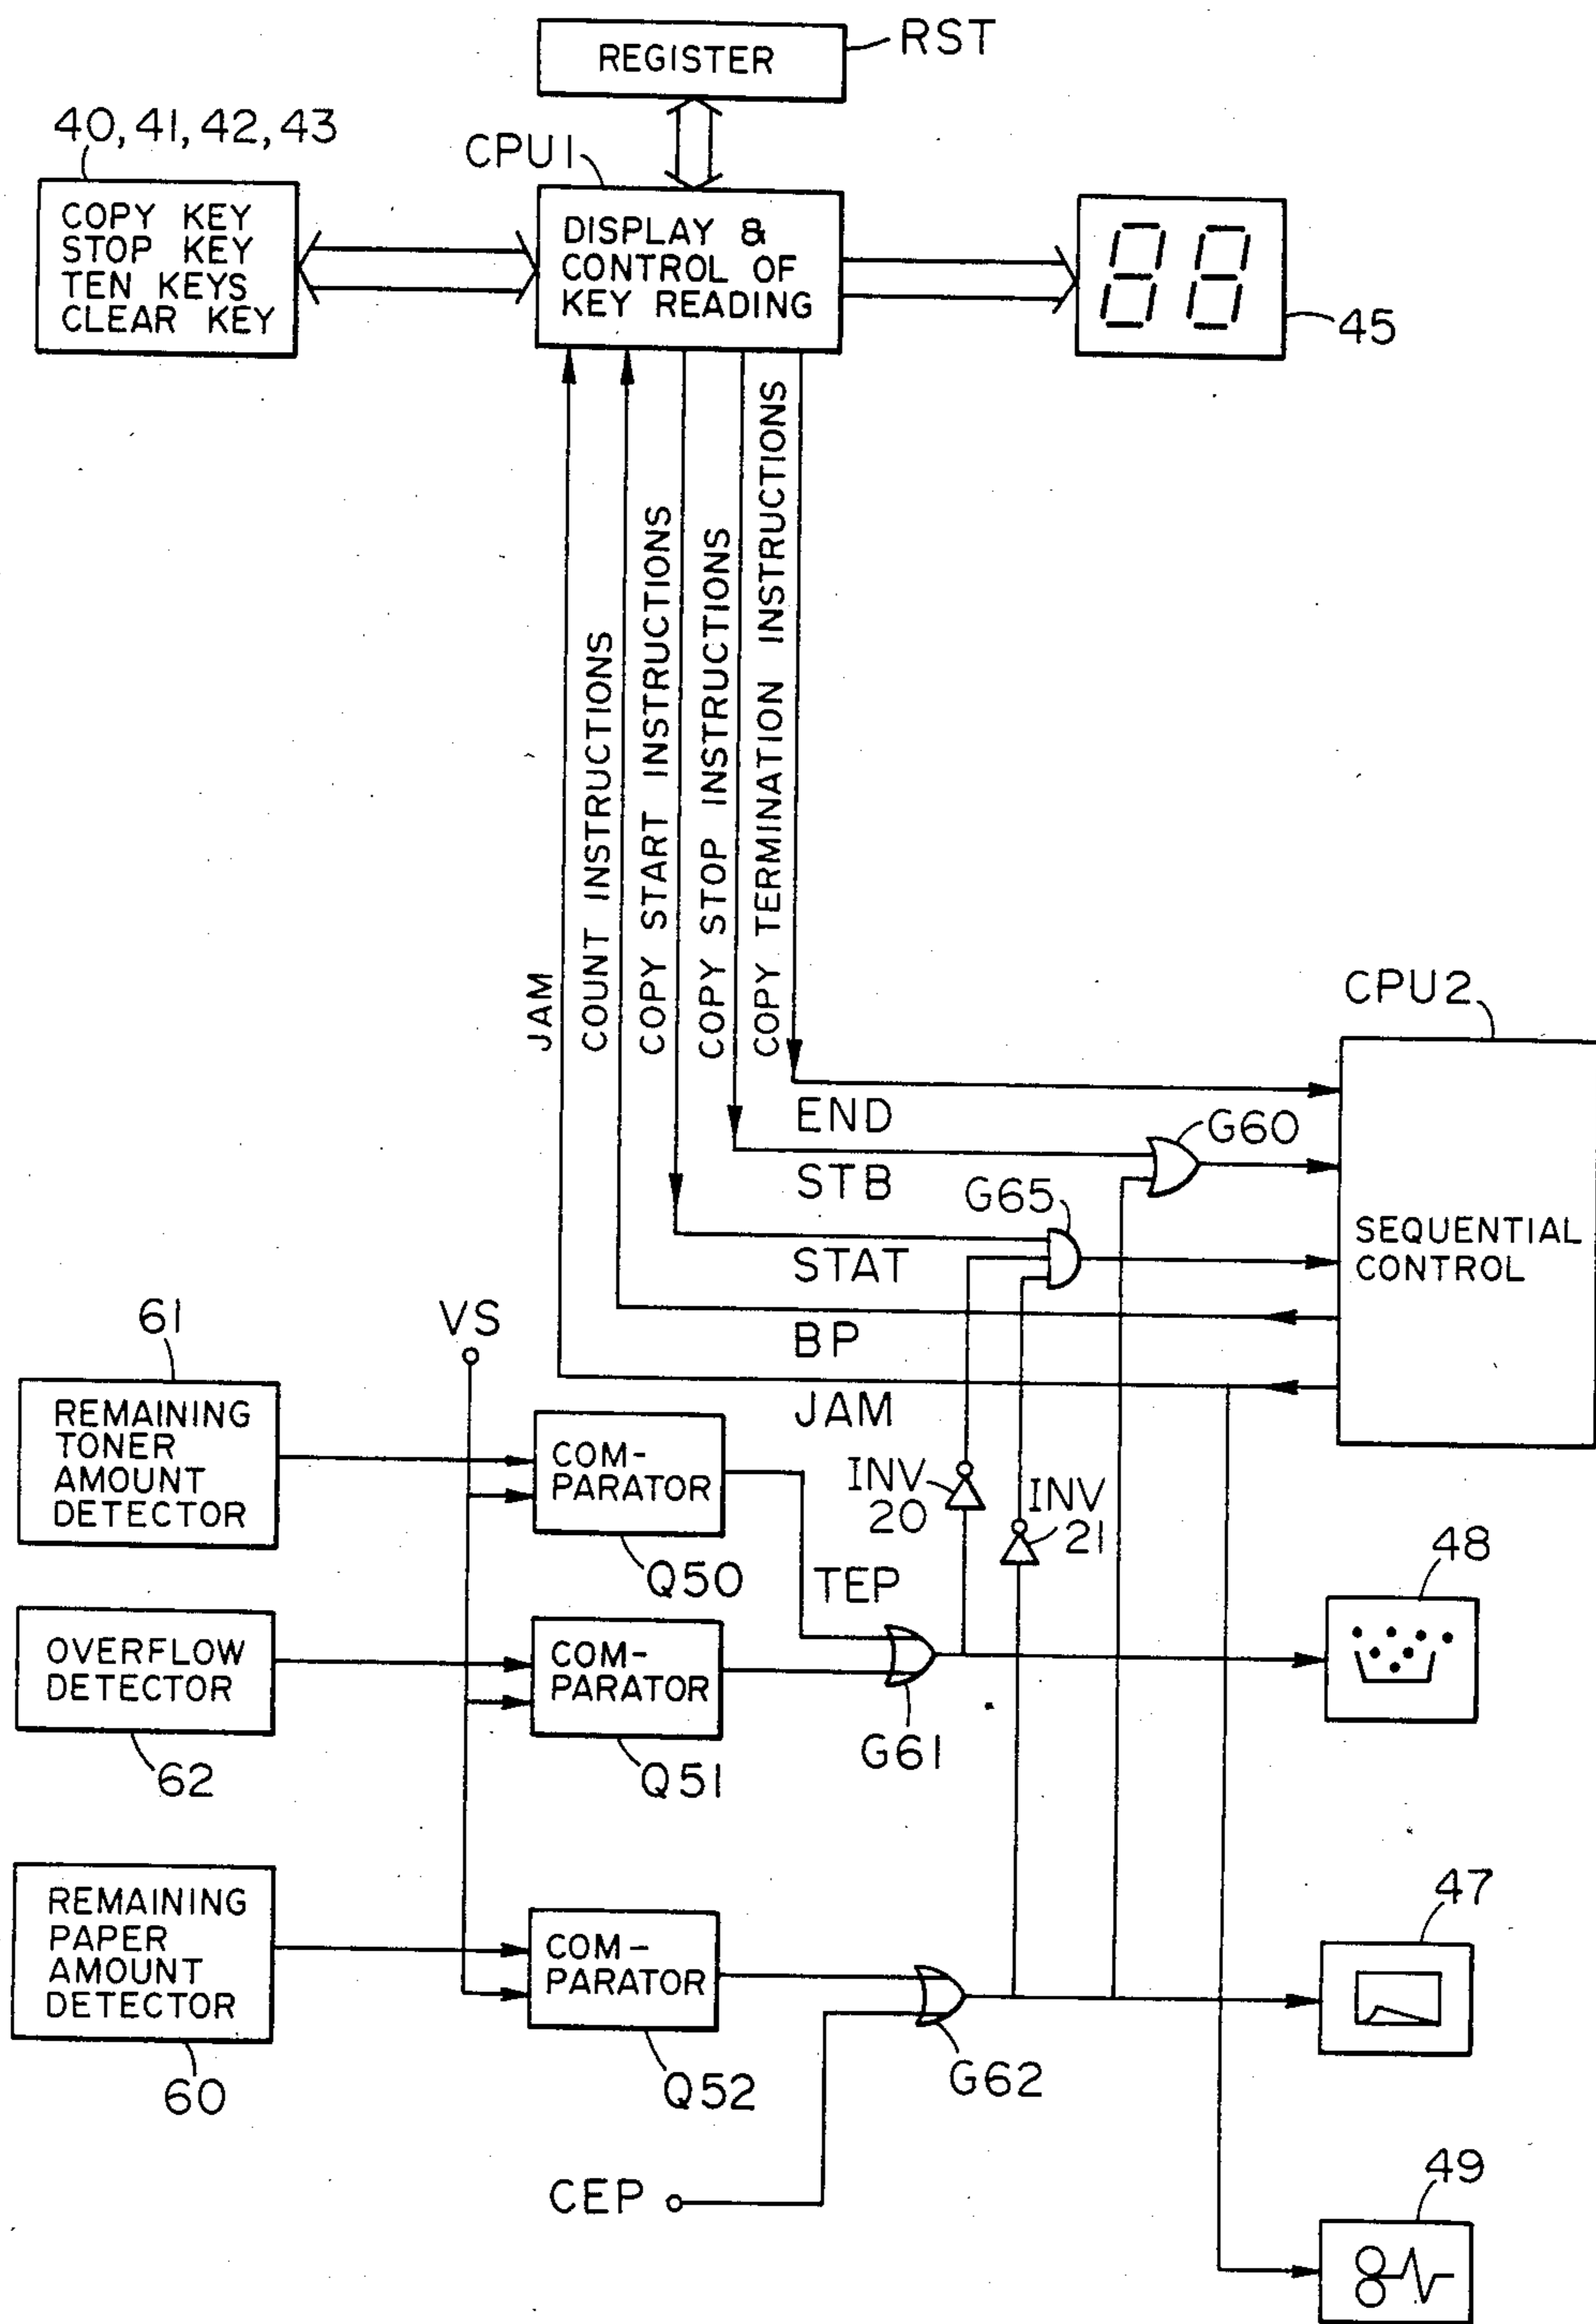 REGISTER
RST
40, 41, 42, 43
CPU1
COPY KEY
STOP KEY
TEN KEYS
CLEAR KEY
DISPLAY &
CONTROL OF
KEY READING
88
45
JAM
COUNT INSTRUCTIONS
COPY START INSTRUCTIONS
COPY STOP INSTRUCTIONS
COPY TERMINATION INSTRUCTIONS
CPU2
END
G60
STB
G65
SEQUENTIAL
CONTROL
STAT
BP
JAM
61
VS
REMAINING
TONER
AMOUNT
DETECTOR
COM-
PARATOR
Q50
INV
20
INV
21
TEP
48
OVERFLOW
DETECTOR
62
COM-
PARATOR
Q51
G61
REMAINING
PAPER
AMOUNT
DETECTOR
60
COM-
PARATOR
Q52
G62
47
CEP
49